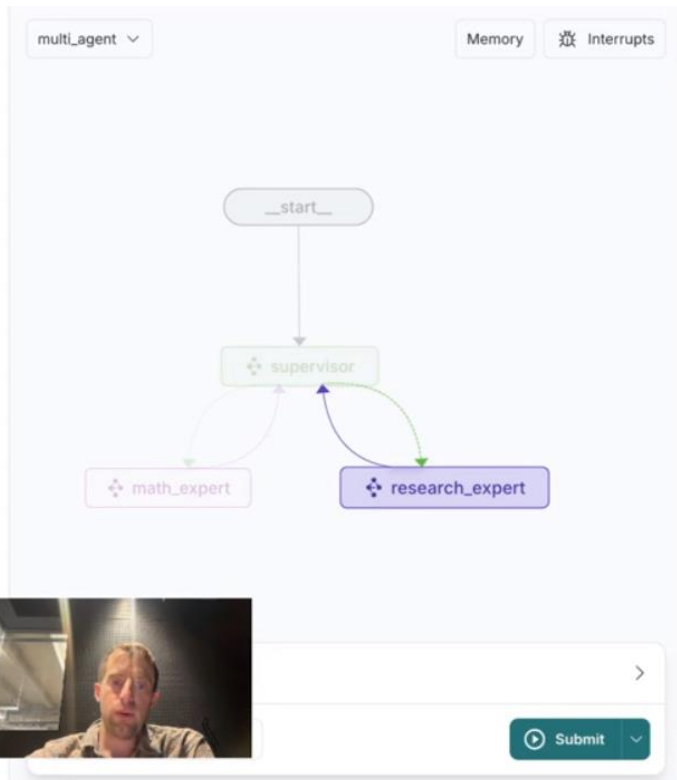 multi_agent
Memory
Interrupts
__start__
supervisor
math_expert
research_expert
Submit